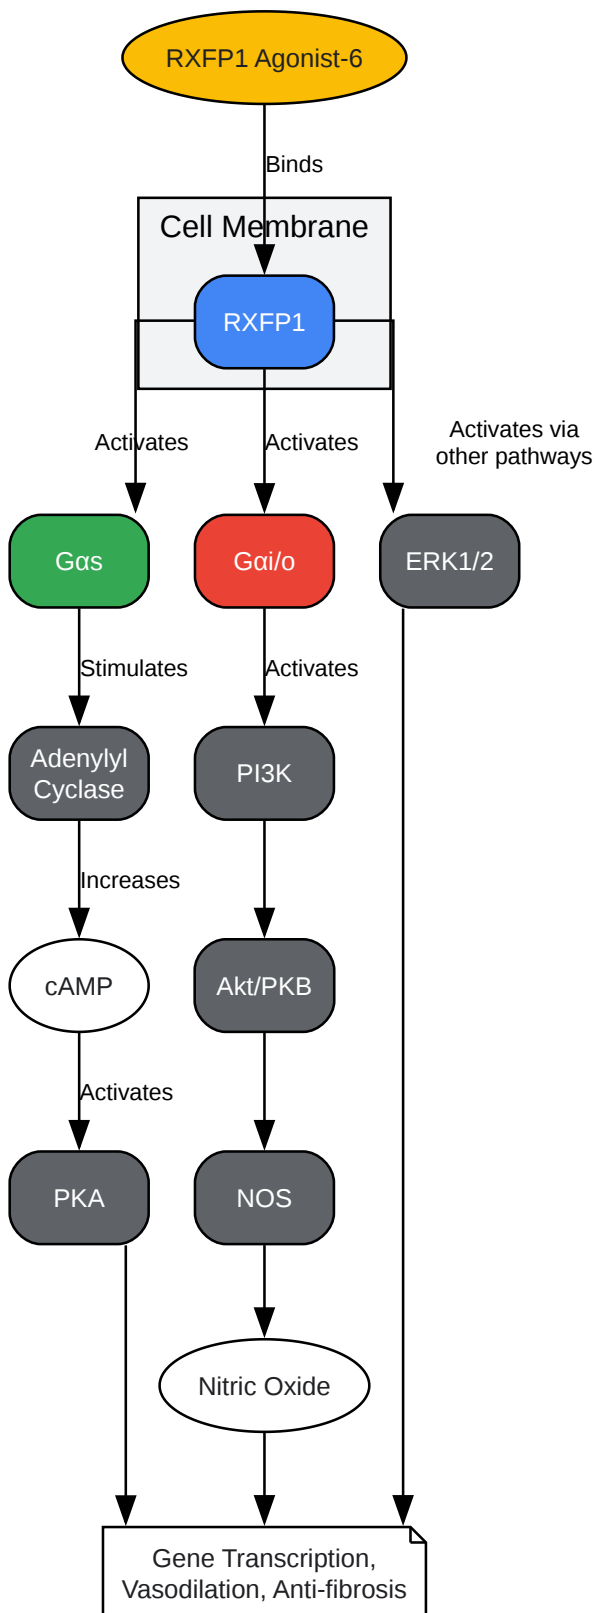 RXFP1 Agonist-6
Binds
Cell Membrane
RXFP1
Activates
Activates
Activates via
other pathways
Gαs
Gαi/o
ERK1/2
Stimulates
Activates
Adenylyl
Cyclase
PI3K
Increases
cAMP
Akt/PKB
Activates
PKA
NOS
Nitric Oxide
Gene Transcription,
Vasodilation, Anti-fibrosis